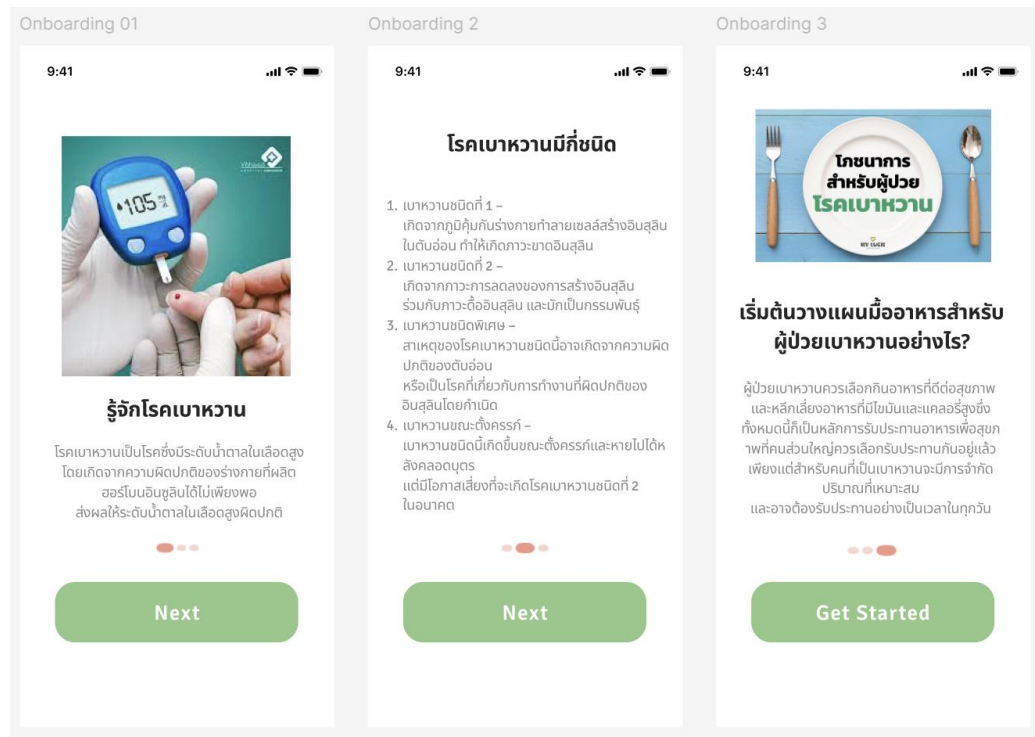 Onboarding 01
9:41
105
รู้จักโรคเบาหวาน
โรคเบาหวานเป็นโรคซึ่งมีระดับน้ำตาลในเลือดสูง
โดยเกิดจากความผิดปกติของร่างกายที่ผลิต
ฮอร์โมนอินซูลินได้ไม่เพียงพอ
ส่งผลให้ระดับน้ำตาลในเลือดสูงผิดปกติ
Next
Onboarding 2
9:41
โรคเบาหวานมีกี่ชนิด
1. เบาหวานชนิดที่ 1 –
เกิดจากภูมิคุ้มกันร่างกายทำลายเซลล์สร้างอินสุลิน
ในตับอ่อน ทำให้เกิดภาวะขาดอินสุลิน
2. เบาหวานชนิดที่ 2 –
เกิดจากภาวะการลดลงของการสร้างอินสุลิน
ร่วมกับภาวะดื้ออินสุลิน และมักเป็นกรรมพันธุ์
3. เบาหวานชนิดพิเศษ –
สาเหตุของโรคเบาหวานชนิดนี้อาจเกิดจากความผิด
ปกติของตับอ่อน
หรือเป็นโรคที่เกี่ยวกับการทำงานที่ผิดปกติของ
อินสุลินโดยกำเนิด
4. เบาหวานขณะตั้งครรภ์ –
เบาหวานชนิดนี้เกิดขึ้นขณะตั้งครรภ์และหายไปได้ห
ลังคลอดบุตร
แต่มีโอกาสเสี่ยงที่จะเกิดโรคเบาหวานชนิดที่ 2
ในอนาคต
Next
Onboarding 3
9:41
โภชนาการ
สำหรับผู้ป่วย
โรคเบาหวาน
เริ่มต้นวางแผนมื้ออาหารสำหรับ
ผู้ป่วยเบาหวานอย่างไร?
ผู้ป่วยเบาหวานควรเลือกกินอาหารที่ดีต่อสุขภาพ
และหลีกเลี่ยงอาหารที่มีไขมันและแคลอรี่สูงซึ่ง
ทั้งหมดนี้ก็เป็นหลักการรับประทานอาหารเพื่อสุขภ
าพที่คนส่วนใหญ่ควรเลือกรับประทานกันอยู่แล้ว
เพียงแต่สำหรับคนที่เป็นเบาหวานจะมีการจำกัด
ปริมาณที่เหมาะสม
และอาจต้องรับประทานอย่างเป็นเวลาในทุกวัน
Get Started